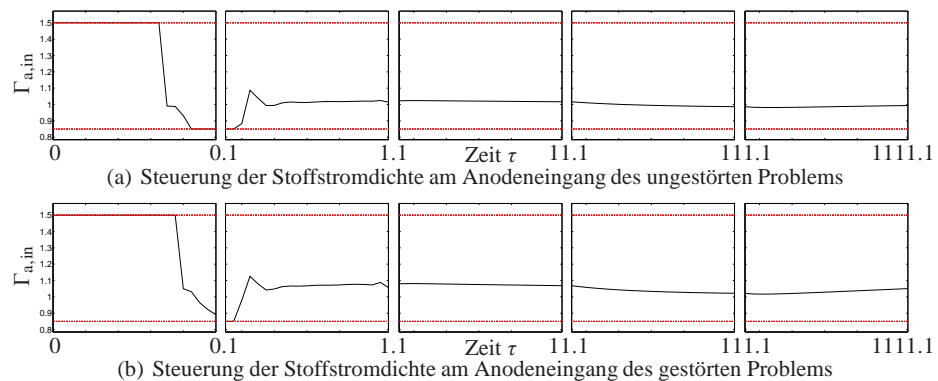 1.5
1.4
1.3
1.2
1.1
1
0.9
0.8
Γa,in
0 0.1 1.1 11.1 111.1 1111.1
Zeit τ
(a) Steuerung der Stoffstromdichte am Anodeneingang des ungestörten Problems
1.5
1.4
1.3
1.2
1.1
1
0.9
0.8
Γa,in
0 0.1 1.1 11.1 111.1 1111.1
Zeit τ
(b) Steuerung der Stoffstromdichte am Anodeneingang des gestörten Problems